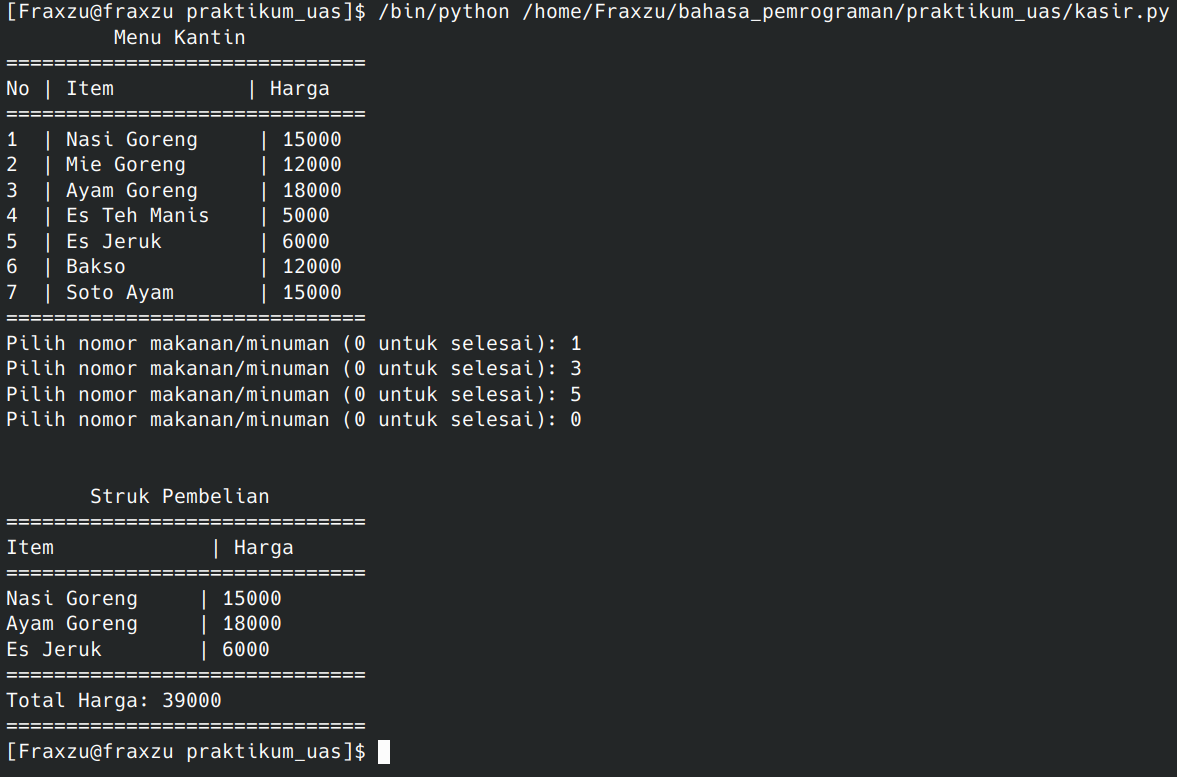 [Fraxzu@fraxzu praktikum_uas]$ /bin/python /home/Fraxzu/bahasa_pemrograman/praktikum_uas/kasir.py
         Menu Kantin
==============================
No | Item           | Harga
==============================
1  | Nasi Goreng     | 15000
2  | Mie Goreng      | 12000
3  | Ayam Goreng     | 18000
4  | Es Teh Manis    | 5000
5  | Es Jeruk        | 6000
6  | Bakso           | 12000
7  | Soto Ayam       | 15000
==============================
Pilih nomor makanan/minuman (0 untuk selesai): 1
Pilih nomor makanan/minuman (0 untuk selesai): 3
Pilih nomor makanan/minuman (0 untuk selesai): 5
Pilih nomor makanan/minuman (0 untuk selesai): 0
       Struk Pembelian
==============================
Item             | Harga
==============================
Nasi Goreng     | 15000
Ayam Goreng     | 18000
Es Jeruk        | 6000
==============================
Total Harga: 39000
==============================
[Fraxzu@fraxzu praktikum_uas]$